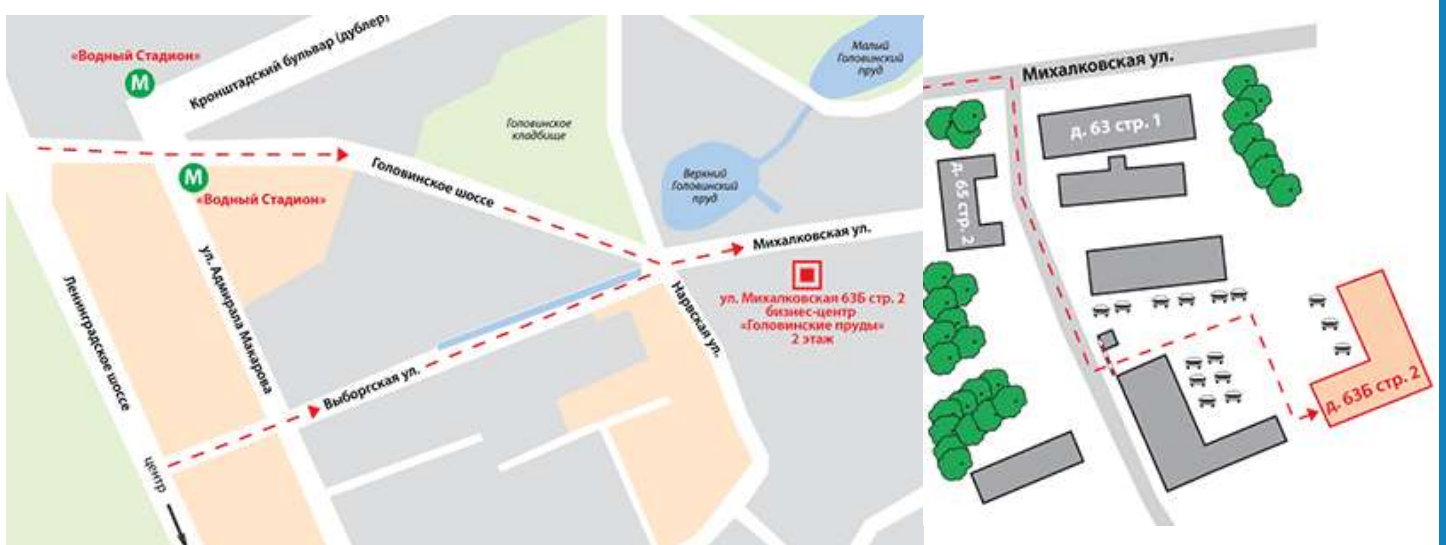 «Водный Стадион»
М
Кронштадский бульвар (дублер)
Малый
Головинский
пруд
Головинское
кладбище
Головинское шоссе
М
«Водный Стадион»
Верхний
Головинский
пруд
Михалковская ул.
ул. Михалковская 63Б стр. 2
бизнес-центр
«Головинские пруды»
2 этаж
Ленинградское шоссе
ул. Адмирала Макарова
Нарвская ул.
Выборгская ул.
центр
Михалковская ул.
д. 63 стр. 1
д. 65 стр. 2
д. 63Б стр. 2